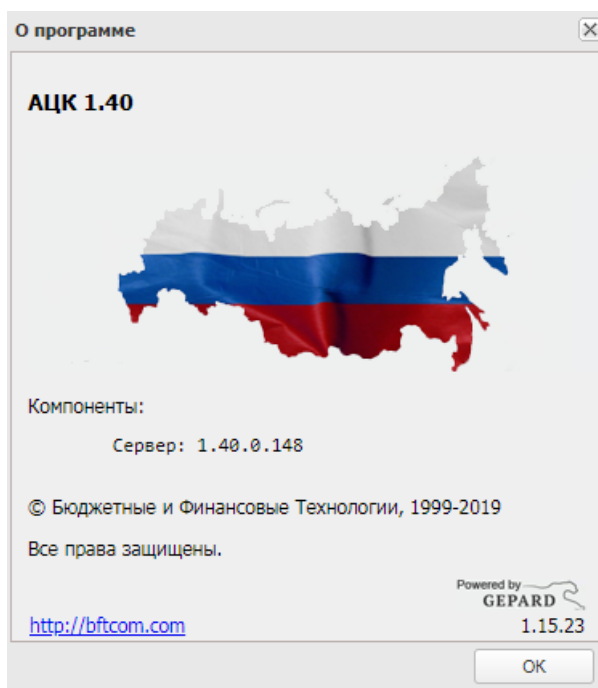 О программе
АЦК 1.40
Компоненты:
Сервер: 1.40.0.148
© Бюджетные и Финансовые Технологии, 1999-2019
Все права защищены.
Powered by
GEPARD
http://bftcom.com
1.15.23
ОК